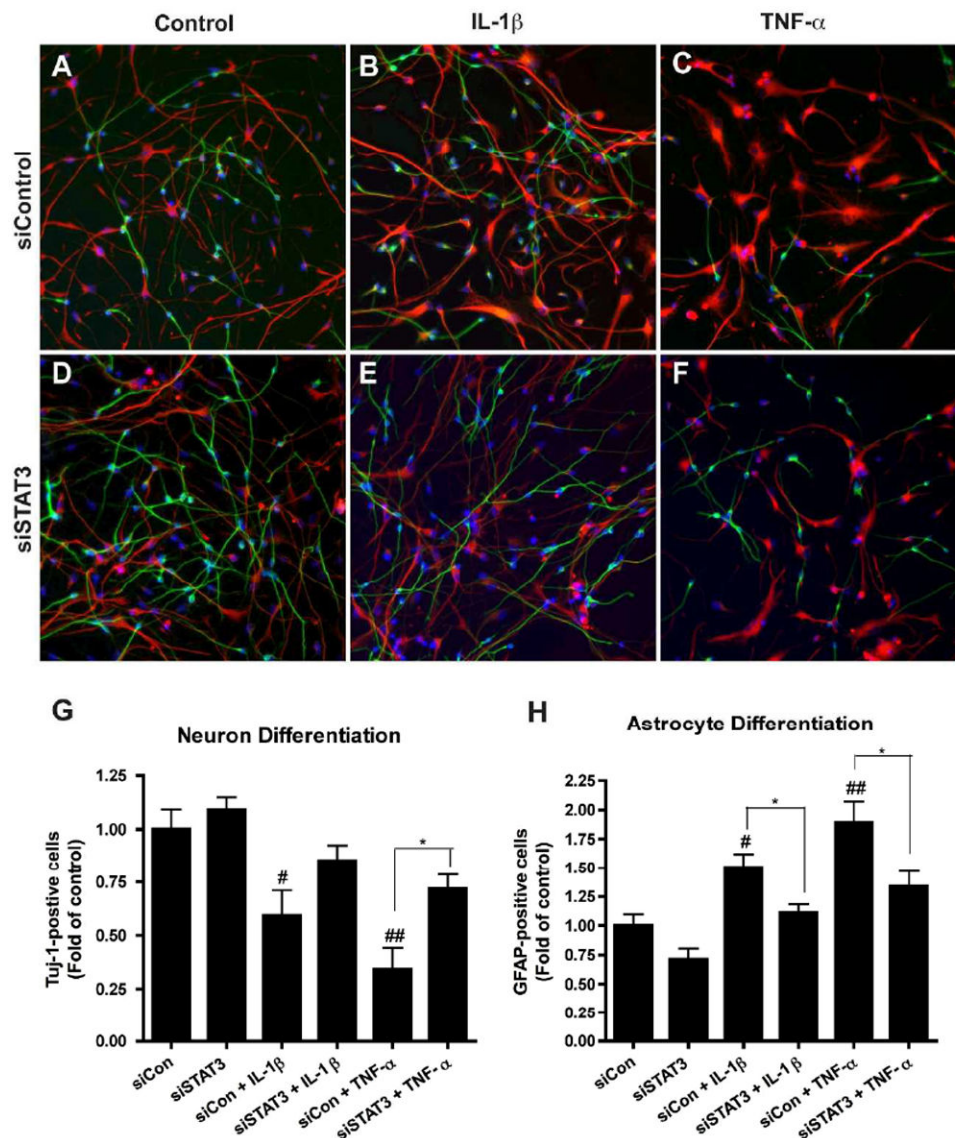 Control IL-1β TNF-α
siControl
A B C
siSTAT3
D E F
G
Neuron Differentiation
Tuj-1-postive cells
(Fold of control)
1.25
1.00
0.75
0.50
0.25
0.00
#
##
*
siCon
siSTAT3
siCon + IL-1β
siSTAT3 + IL-1 β
siCon + TNF-α
siSTAT3 + TNF- α
H
Astrocyte Differentiation
GFAP-positive cells
(Fold of control)
2.25
2.00
1.75
1.50
1.25
1.00
0.75
0.50
0.25
0.00
#
*
##
*
siCon
siSTAT3
siCon + IL-1β
siSTAT3 + IL-1 β
siCon + TNF-α
siSTAT3 + TNF- α